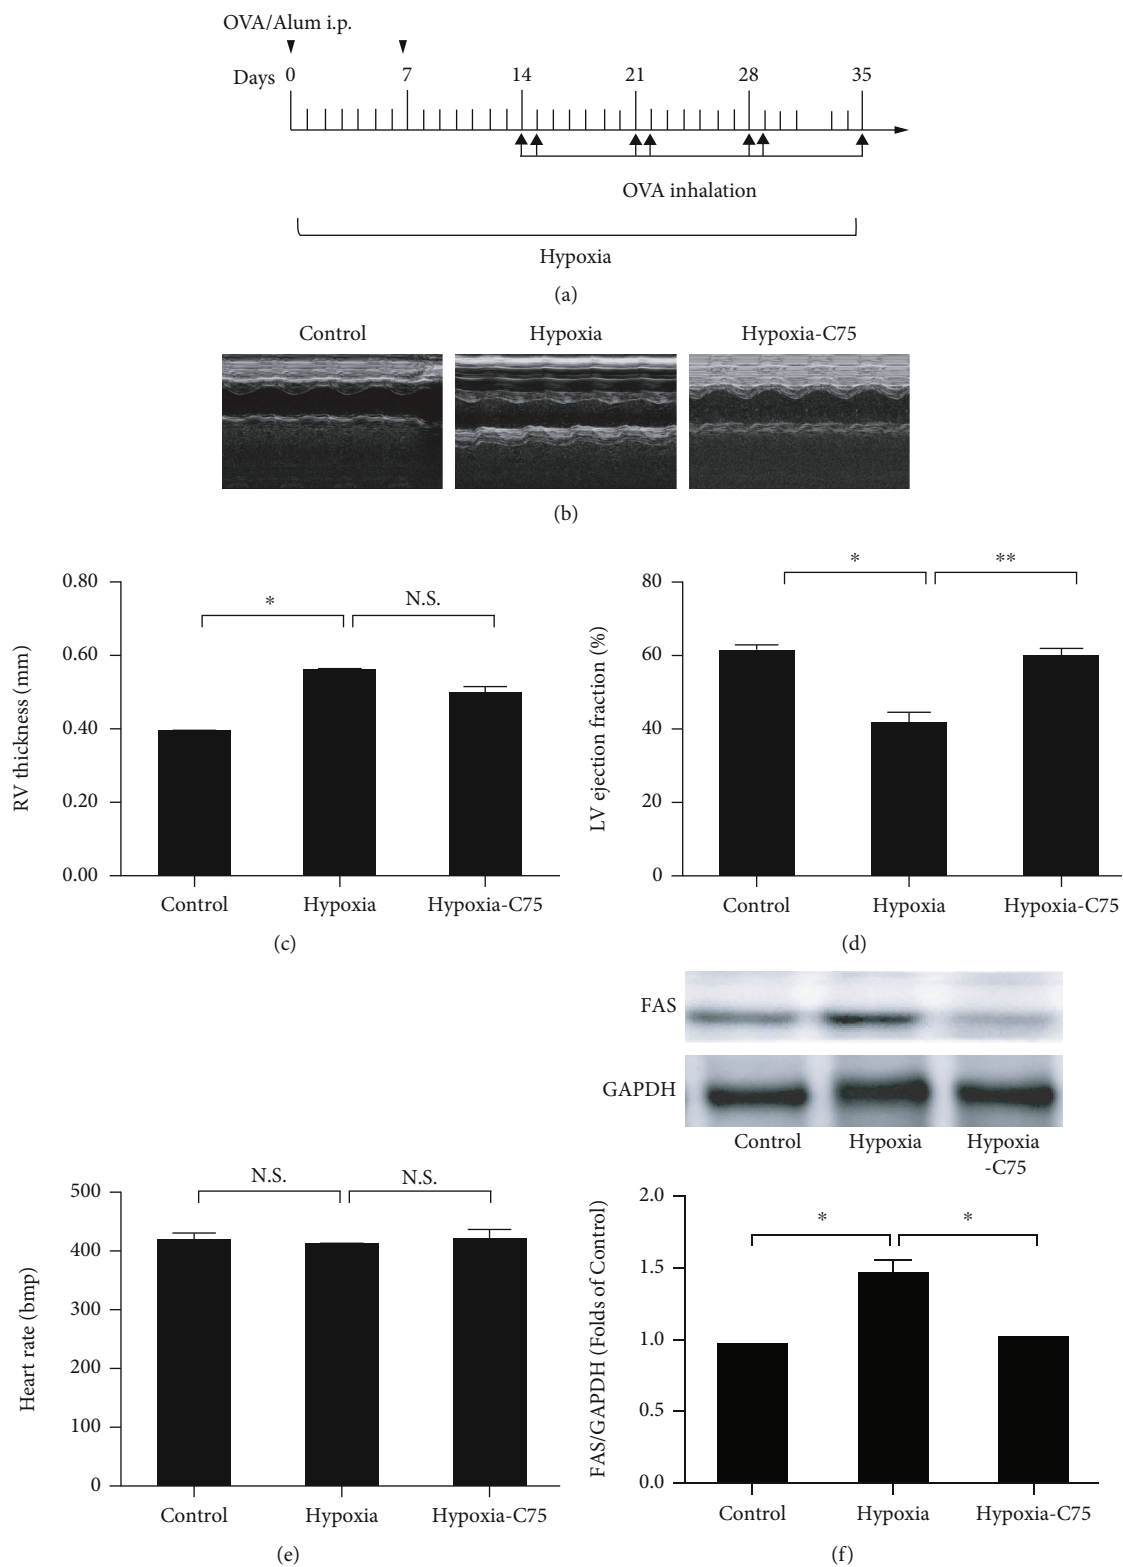 OVA/Alum i.p.
Days 0 7 14 21 28 35
OVA inhalation
Hypoxia
(a)
Control Hypoxia Hypoxia-C75
(b)
0.80
0.60
0.40
0.20
0.00
RV thickness (mm)
* N.S.
Control Hypoxia Hypoxia-C75
(c)
80
60
40
20
0
LV ejection fraction (%)
* **
Control Hypoxia Hypoxia-C75
(d)
500
400
300
200
100
0
Heart rate (bmp)
N.S. N.S.
Control Hypoxia Hypoxia-C75
(e)
FAS
GAPDH
Control Hypoxia Hypoxia
-C75
2.0
1.5
1.0
0.5
0.0
FAS/GAPDH (Folds of Control)
* *
Control Hypoxia Hypoxia-C75
(f)